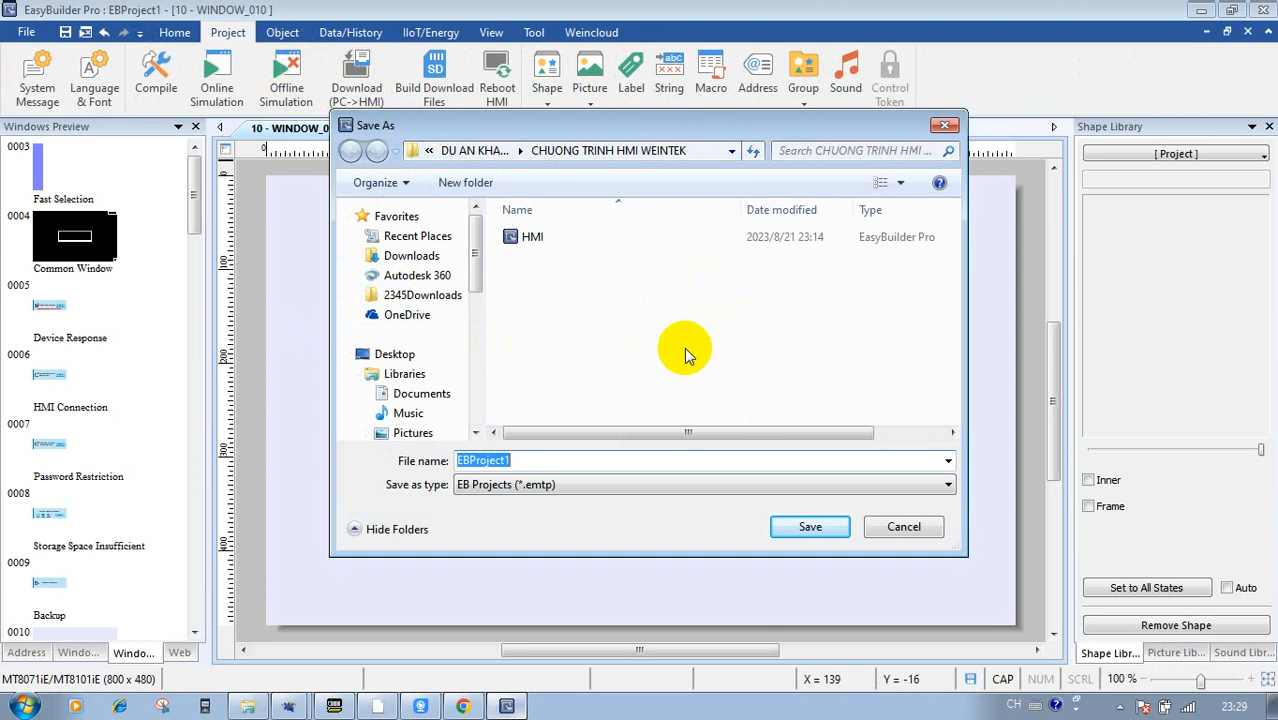 EasyBuilder Pro : EBProject1 - [10 - WINDOW_010 ]
File Home Project Object Data/History IIoT/Energy View Tool Weincloud
System Message
Language & Font
Compile
Online Simulation
Offline Simulation
Download (PC->HMI)
Build Download Files
Reboot HMI
Shape
Picture
Label
abc
String
Macro
Address
Group
Sound
Control Token
Windows Preview
0003
Fast Selection
0004
Common Window
0005
Device Response
0006
HMI Connection
0007
Password Restriction
0008
Storage Space Insufficient
0009
Backup
0010
Address Windo... Windo... Web
10 - WINDOW_0
0
100
200
300
400
Save As
« DU AN KHA... CHUONG TRINH HMI WEINTEK
Search CHUONG TRINH HMI ...
Organize New folder
Favorites
Recent Places
Downloads
Autodesk 360
2345Downloads
OneDrive
Desktop
Libraries
Documents
Music
Pictures
Name Date modified Type
HMI 2023/8/21 23:14 EasyBuilder Pro
File name: EBProject1
Save as type: EB Projects (*.emtp)
Hide Folders
Save Cancel
Shape Library
[ Project ]
Inner
Frame
Set to All States Auto
Remove Shape
Shape Libr... Picture Lib... Sound Libr...
MT8071iE/MT8101iE (800 x 480) X = 139 Y = -16 CAP NUM SCRL 100 %
CH 23:29